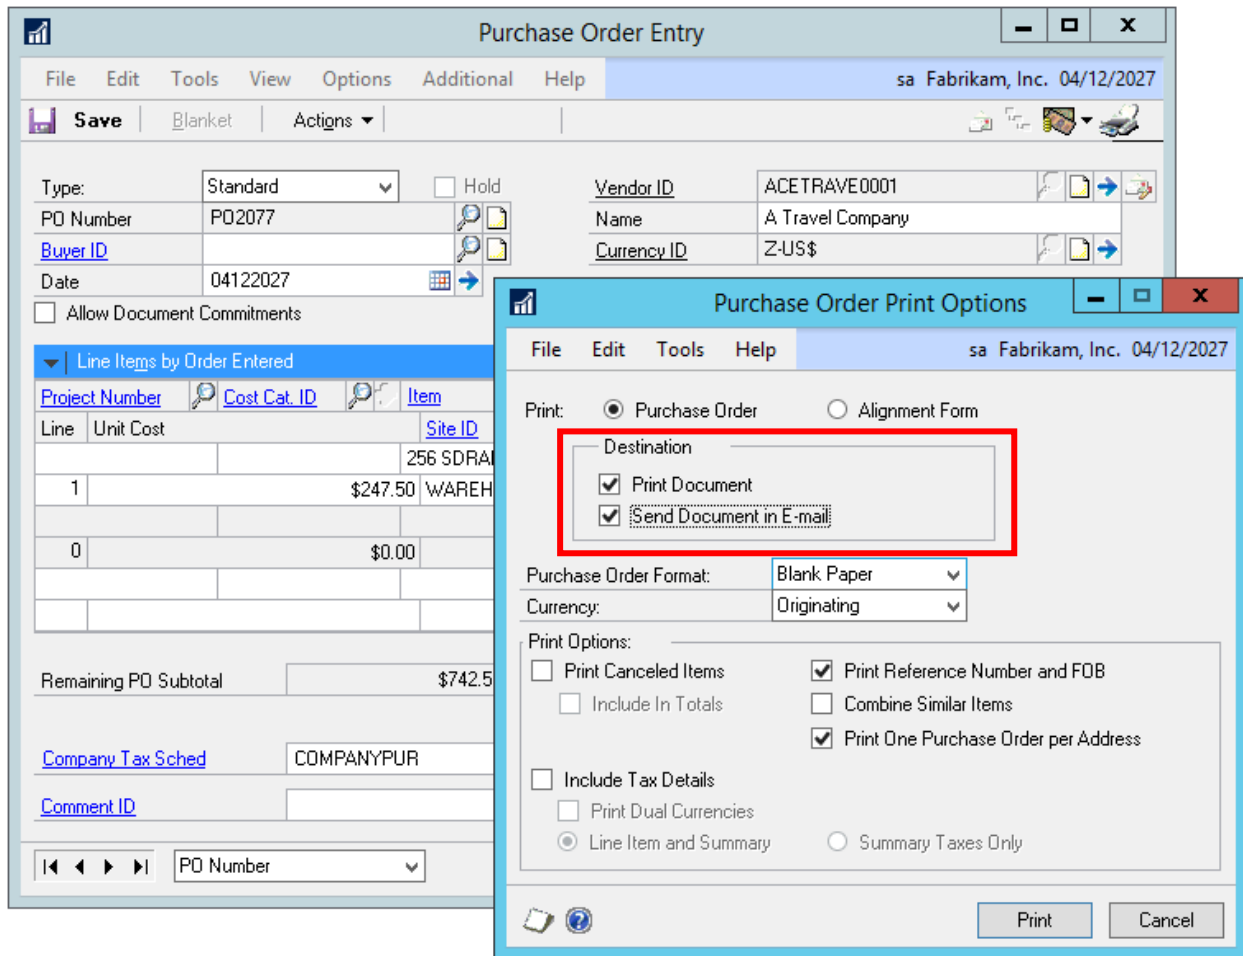 Purchase Order Entry
File Edit Tools View Options Additional Help sa Fabrikam, Inc. 04/12/2027
Save Blanket Actions
Type: Standard Hold Vendor ID ACETRAVE0001
PO Number PO2077 Name A Travel Company
Buyer ID Currency ID Z-US$
Date 04122027
Allow Document Commitments
Line Items by Order Entered
Project Number Cost Cat. ID Item
Line Unit Cost Site ID
256 SDRA
1 $247.50 WAREH
0 $0.00
Remaining PO Subtotal $742.5
Company Tax Sched COMPANYPUR
Comment ID
PO Number
Purchase Order Print Options
File Edit Tools Help sa Fabrikam, Inc. 04/12/2027
Print: Purchase Order Alignment Form
Destination
Print Document
Send Document in E-mail
Purchase Order Format: Blank Paper
Currency: Originating
Print Options:
Print Canceled Items Print Reference Number and FOB
Include In Totals Combine Similar Items
Print One Purchase Order per Address
Include Tax Details
Print Dual Currencies
Line Item and Summary Summary Taxes Only
Print Cancel